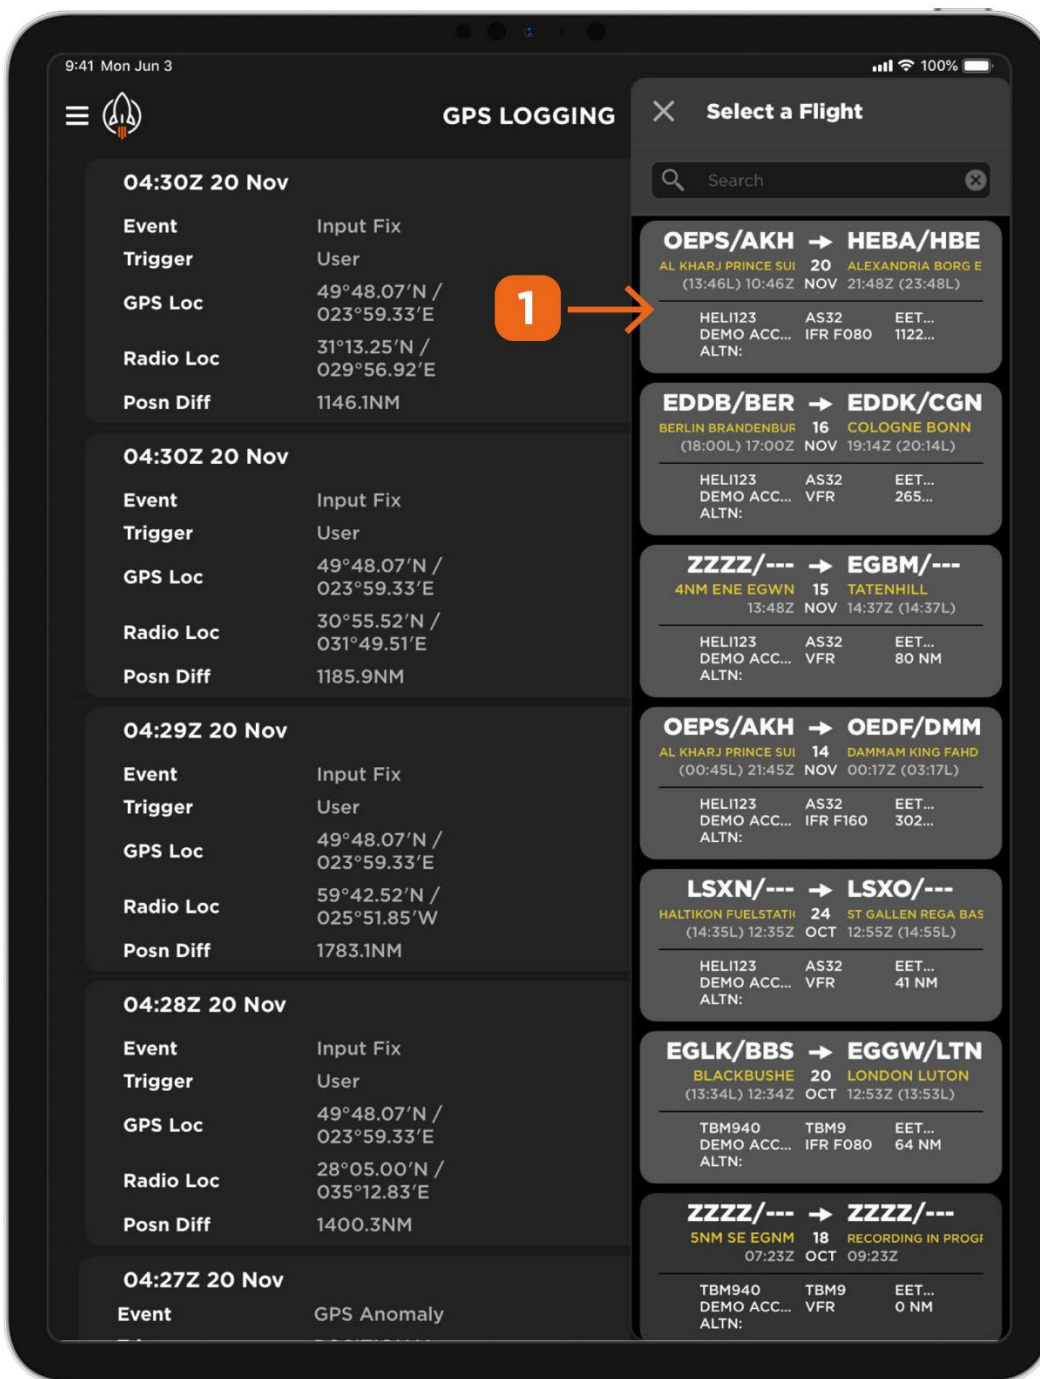 9:41 Mon Jun 3
100%
GPS LOGGING
04:30Z 20 Nov
Event Input Fix
Trigger User
GPS Loc 49°48.07'N /
023°59.33'E
Radio Loc 31°13.25'N /
029°56.92'E
Posn Diff 1146.1NM
04:30Z 20 Nov
Event Input Fix
Trigger User
GPS Loc 49°48.07'N /
023°59.33'E
Radio Loc 30°55.52'N /
031°49.51'E
Posn Diff 1185.9NM
04:29Z 20 Nov
Event Input Fix
Trigger User
GPS Loc 49°48.07'N /
023°59.33'E
Radio Loc 59°42.52'N /
025°51.85'W
Posn Diff 1783.1NM
04:28Z 20 Nov
Event Input Fix
Trigger User
GPS Loc 49°48.07'N /
023°59.33'E
Radio Loc 28°05.00'N /
035°12.83'E
Posn Diff 1400.3NM
04:27Z 20 Nov
Event GPS Anomaly
1
Select a Flight
Search
OEPS/AKH → HEBA/HBE
AL KHARJ PRINCE SUL 20 ALEXANDRIA BORG E
(13:46L) 10:46Z NOV 21:48Z (23:48L)
HELI123 AS32 EET...
DEMO ACC... IFR F080 1122...
ALTN:
EDDB/BER → EDDK/CGN
BERLIN BRANDENBUR 16 COLOGNE BONN
(18:00L) 17:00Z NOV 19:14Z (20:14L)
HELI123 AS32 EET...
DEMO ACC... VFR 265...
ALTN:
ZZZZ/--- → EGBM/---
4NM ENE EGWN 15 TATENHILL
13:48Z NOV 14:37Z (14:37L)
HELI123 AS32 EET...
DEMO ACC... VFR 80 NM
ALTN:
OEPS/AKH → OEDF/DMM
AL KHARJ PRINCE SUL 14 DAMMAM KING FAHD
(00:45L) 21:45Z NOV 00:17Z (03:17L)
HELI123 AS32 EET...
DEMO ACC... IFR F160 302...
ALTN:
LSXN/--- → LSXO/---
HALTIKON FUELSTATI 24 ST GALLEN REGA BAS
(14:35L) 12:35Z OCT 12:55Z (14:55L)
HELI123 AS32 EET...
DEMO ACC... VFR 41 NM
ALTN:
EGLK/BBS → EGGW/LTN
BLACKBUSHE 20 LONDON LUTON
(13:34L) 12:34Z OCT 12:53Z (13:53L)
TBM940 TBM9 EET...
DEMO ACC... IFR F080 64 NM
ALTN:
ZZZZ/--- → ZZZZ/---
5NM SE EGNM 18 RECORDING IN PROGR
07:23Z OCT 09:23Z
TBM940 TBM9 EET...
DEMO ACC... VFR 0 NM
ALTN: